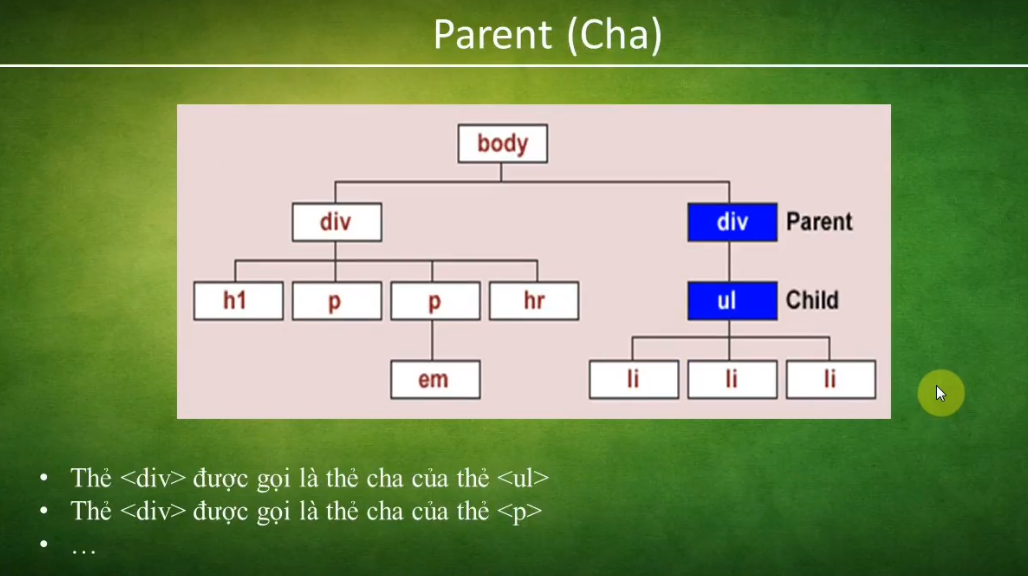 Parent (Cha)
body
div
div Parent
h1 p p hr
ul Child
em
li li li
• Thẻ <div> được gọi là thẻ cha của thẻ <ul>
• Thẻ <div> được gọi là thẻ cha của thẻ <p>
• …